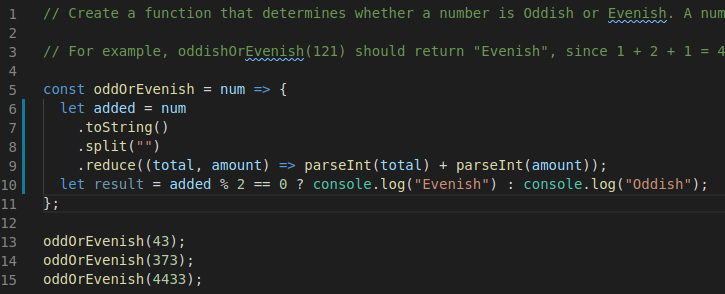 1 // Create a function that determines whether a number is Oddish or Evenish. A num
2
3 // For example, oddishOrEvenish(121) should return "Evenish", since 1 + 2 + 1 = 4
4
5 const oddOrEvenish = num => {
6 let added = num
7 .toString()
8 .split("")
9 .reduce((total, amount) => parseInt(total) + parseInt(amount));
10 let result = added % 2 == 0 ? console.log("Evenish") : console.log("Oddish");
11 };
12
13 oddOrEvenish(43);
14 oddOrEvenish(373);
15 oddOrEvenish(4433);